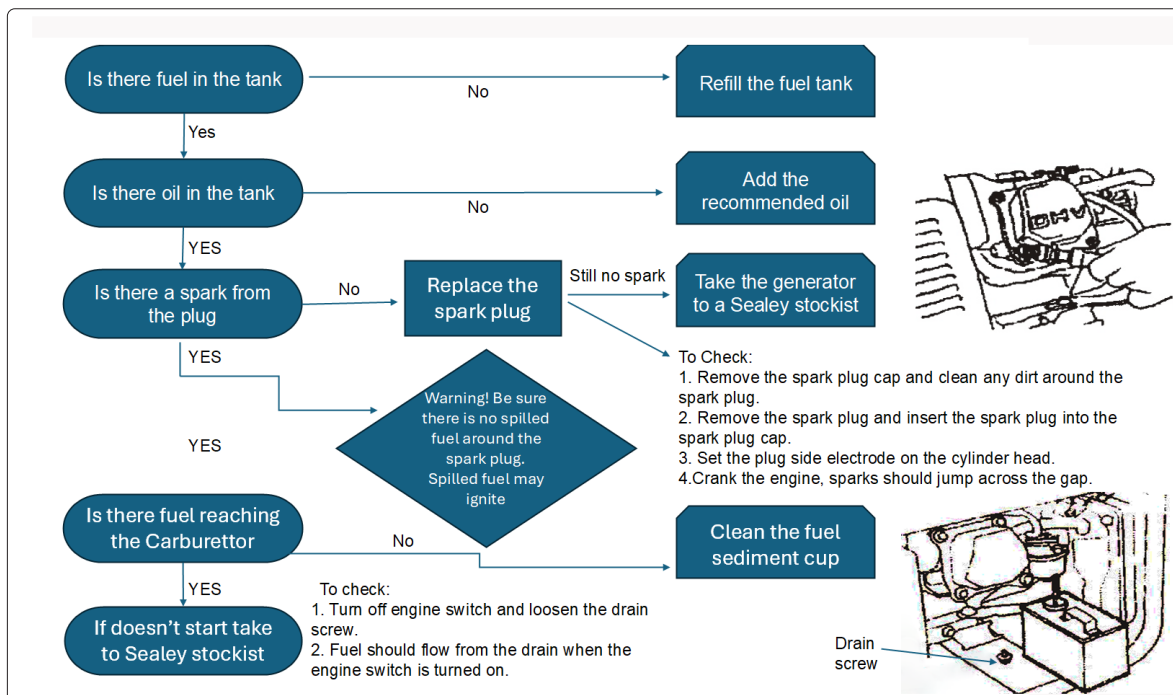 Is there fuel in the tank
No
Refill the fuel tank
Yes
Is there oil in the tank
No
Add the
recommended oil
OHV
YES
Is there a spark from
the plug
No
Replace the
spark plug
Still no spark
Take the generator
to a Sealey stockist
YES
Warning! Be sure
there is no spilled
fuel around the
spark plug.
Spilled fuel may
ignite
To Check:
1. Remove the spark plug cap and clean any dirt around the
spark plug.
2. Remove the spark plug and insert the spark plug into the
spark plug cap.
3. Set the plug side electrode on the cylinder head.
4.Crank the engine, sparks should jump across the gap.
YES
Is there fuel reaching
the Carburettor
No
Clean the fuel
sediment cup
YES
If doesn't start take
to Sealey stockist
To check:
1. Turn off engine switch and loosen the drain
screw.
2. Fuel should flow from the drain when the
engine switch is turned on.
Drain
screw